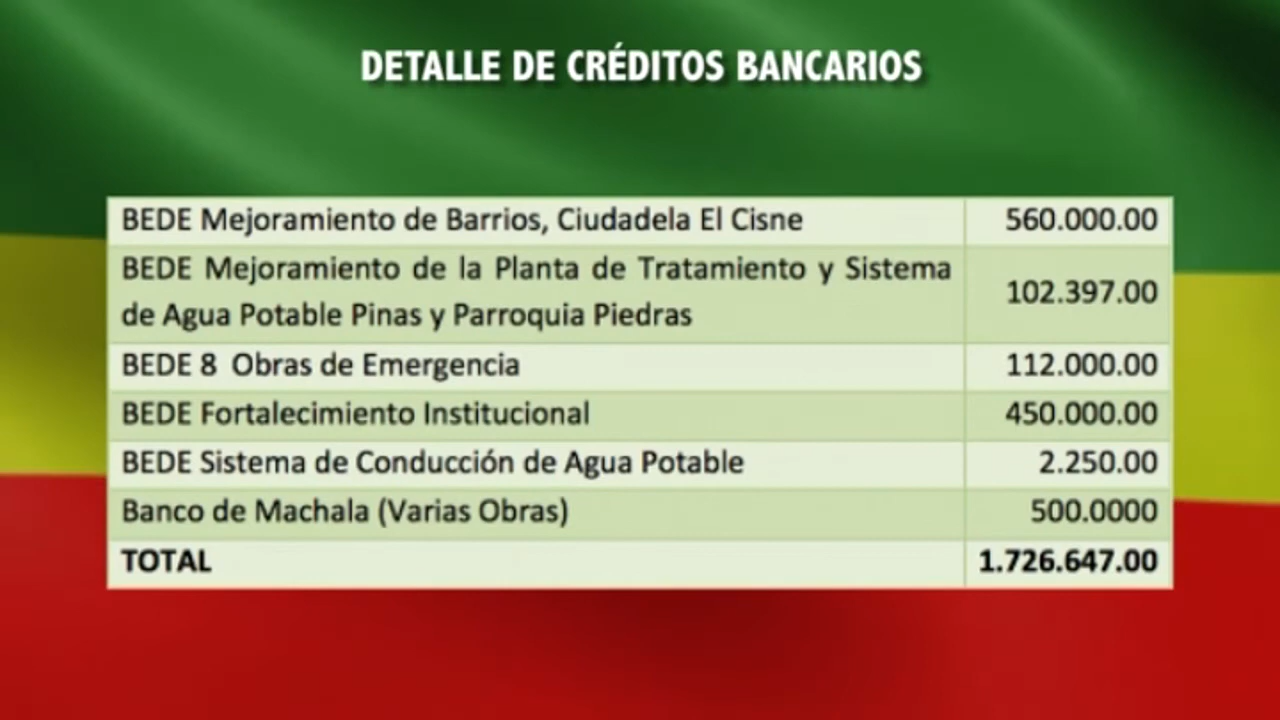 DETALLE DE CRÉDITOS BANCARIOS
BEDE Mejoramiento de Barrios, Ciudadela El Cisne 560.000.00
BEDE Mejoramiento de la Planta de Tratamiento y Sistema
de Agua Potable Pinas y Parroquia Piedras 102.397.00
BEDE 8 Obras de Emergencia 112.000.00
BEDE Fortalecimiento Institucional 450.000.00
BEDE Sistema de Conducción de Agua Potable 2.250.00
Banco de Machala (Varias Obras) 500.0000
TOTAL 1.726.647.00